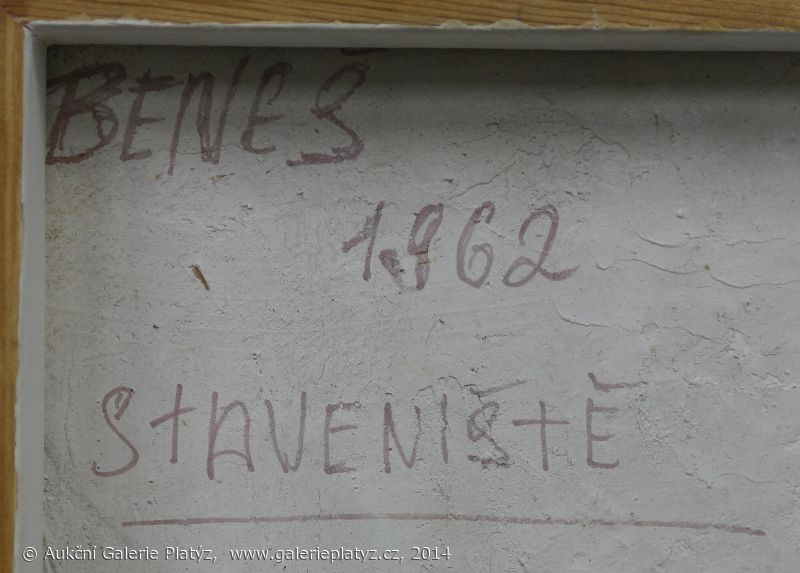 BENEŠ
1962
STAVENIŠTĚ
© Aukční Galerie Platýz, www.galerieplatyz.cz, 2014